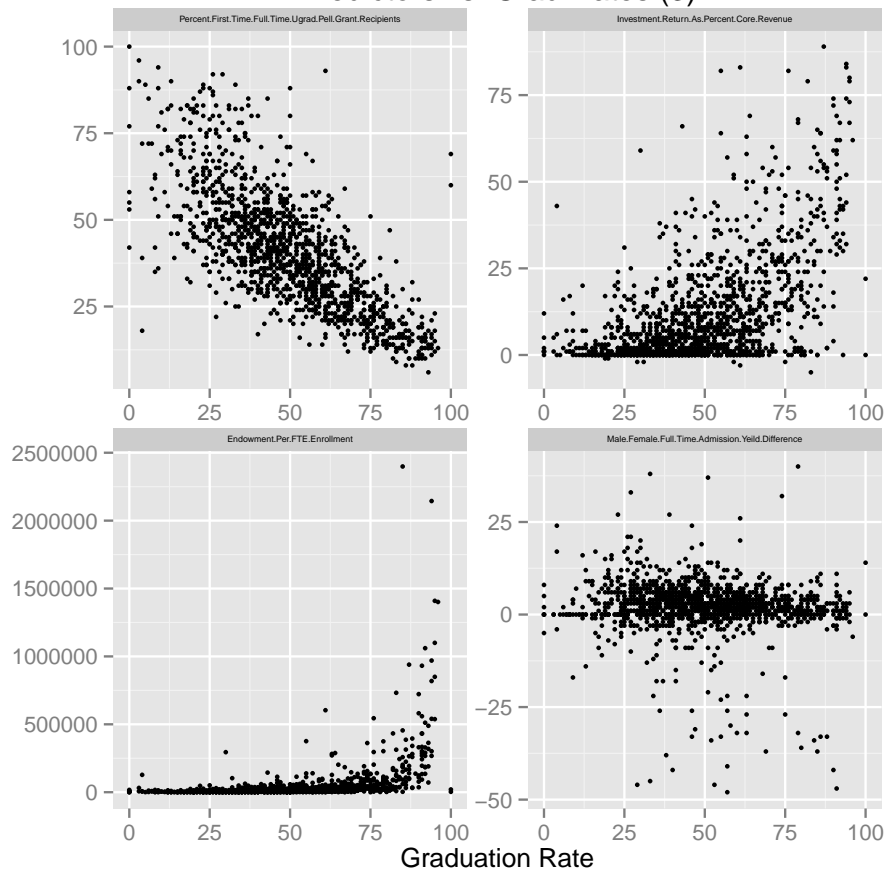 Percent.First.Time.Full.Time.Ugrad.Pell.Grant.Recipients
Investment.Return.As.Percent.Core.Revenue
100
75
50
25
75
50
25
0
0 25 50 75 100
0 25 50 75 100
Endowment.Per.FTE.Enrollment
Male.Female.Full.Time.Admission.Yeild.Difference
2500000
2000000
1500000
1000000
500000
0
25
0
−25
−50
0 25 50 75 100
0 25 50 75 100
Graduation Rate